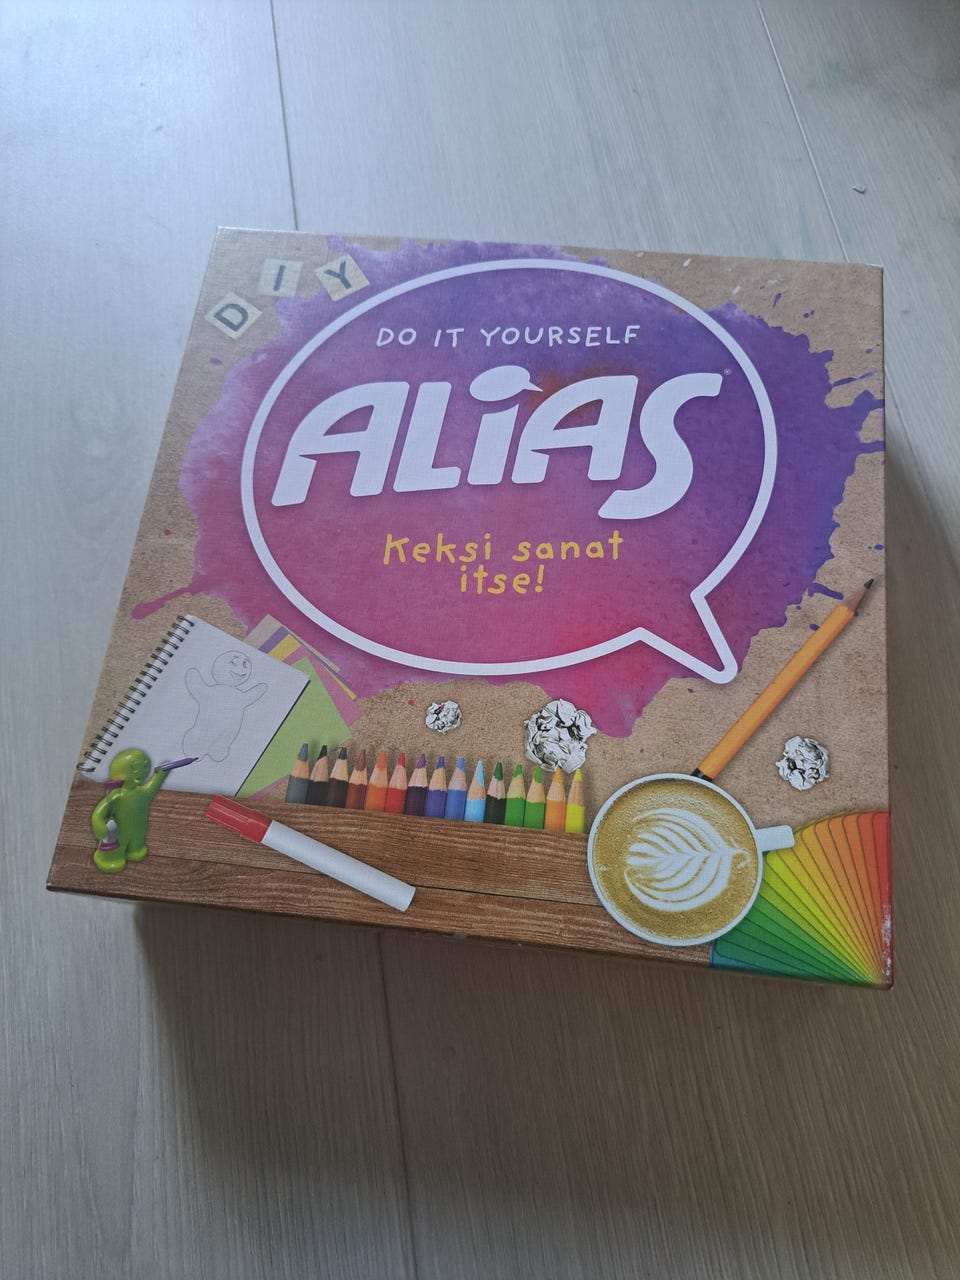 DIY
DO IT YOURSELF
ALiAS®
Keksi sanat
itse!